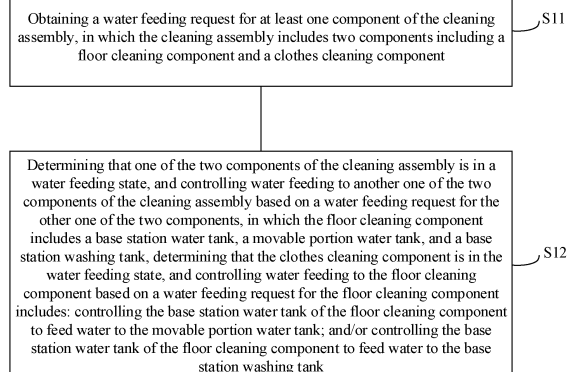 Obtaining a water feeding request for at least one component of the cleaning
assembly, in which the cleaning assembly includes two components including a
floor cleaning component and a clothes cleaning component
S11
Determining that one of the two components of the cleaning assembly is in a
water feeding state, and controlling water feeding to another one of the two
components of the cleaning assembly based on a water feeding request for the
other one of the two components, in which the floor cleaning component
includes a base station water tank, a movable portion water tank, and a base
station washing tank, determining that the clothes cleaning component is in the
water feeding state, and controlling water feeding to the floor cleaning
component based on a water feeding request for the floor cleaning component
includes: controlling the base station water tank of the floor cleaning component
to feed water to the movable portion water tank; and/or controlling the base
station water tank of the floor cleaning component to feed water to the base
station washing tank
S12